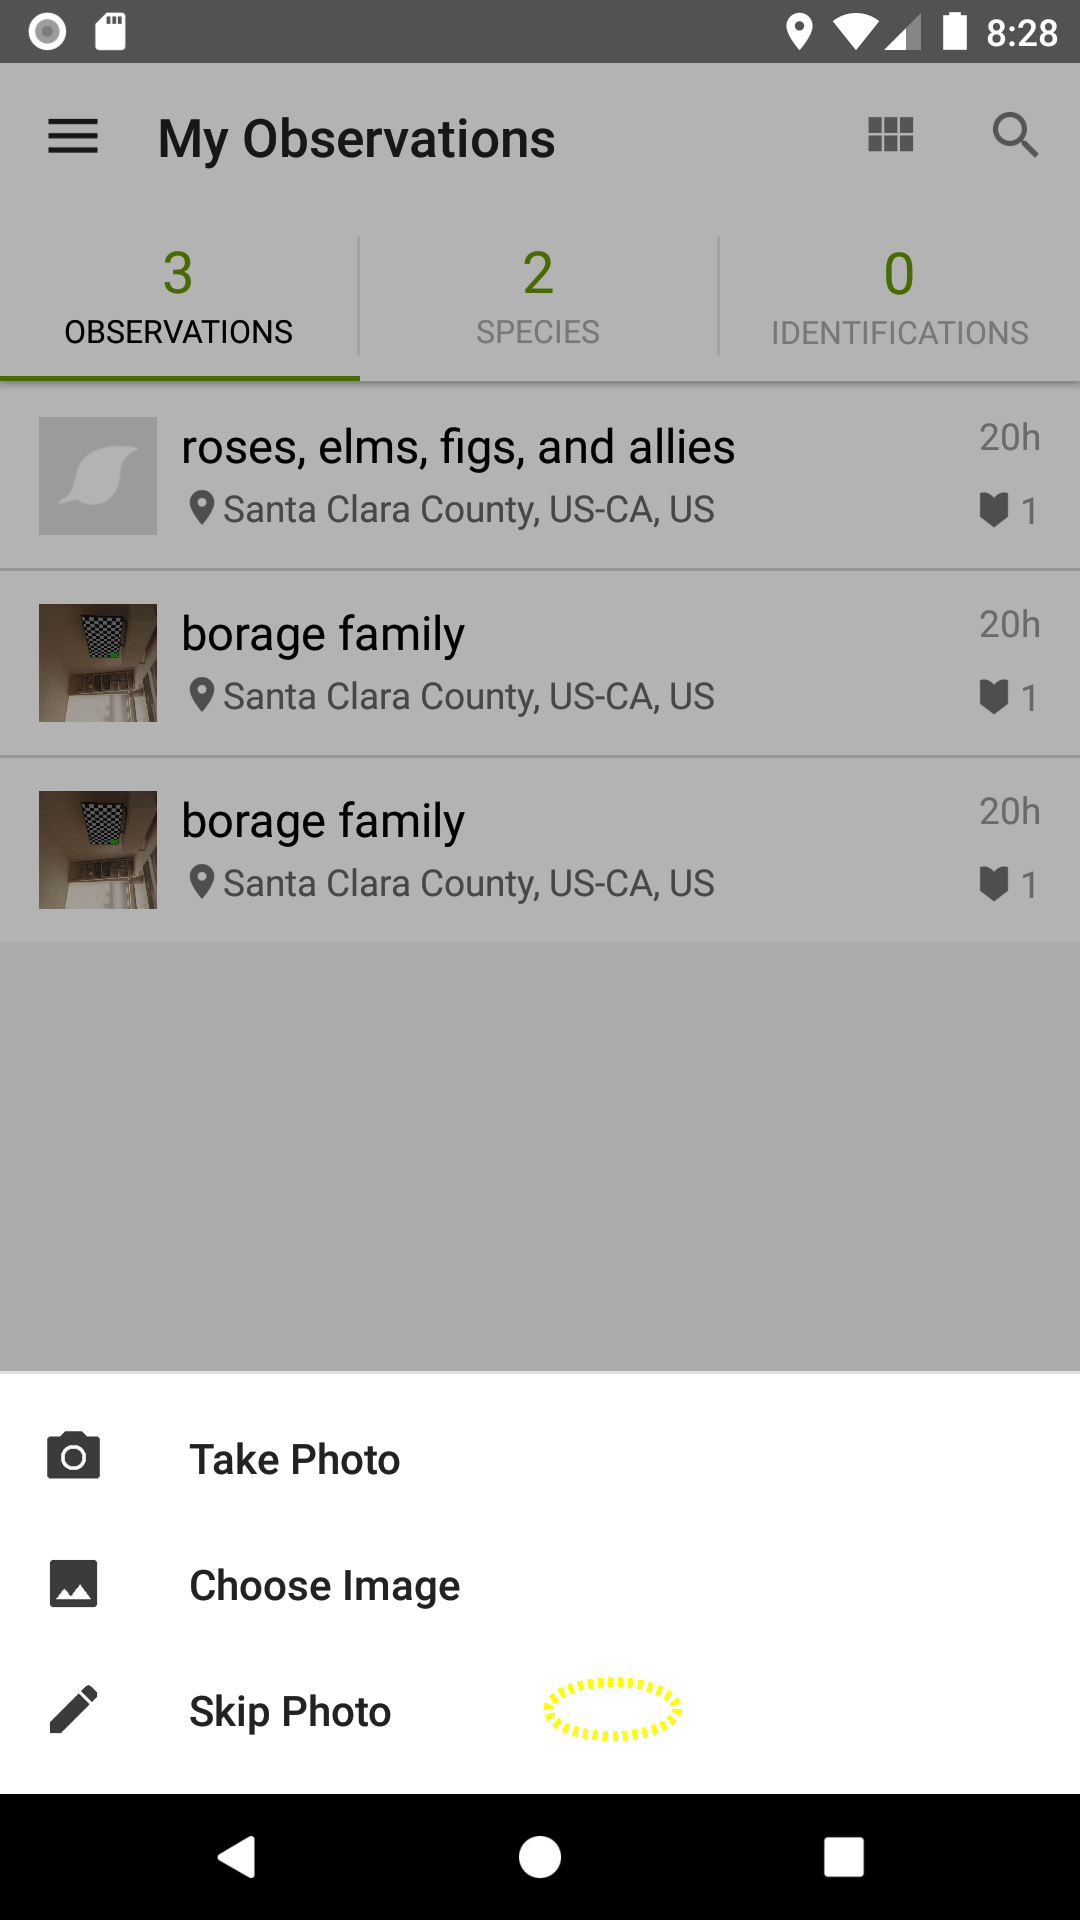 8:28
My Observations
3
OBSERVATIONS
2
SPECIES
0
IDENTIFICATIONS
roses, elms, figs, and allies
20h
Santa Clara County, US-CA, US
1
borage family
20h
Santa Clara County, US-CA, US
1
borage family
20h
Santa Clara County, US-CA, US
1
Take Photo
Choose Image
Skip Photo